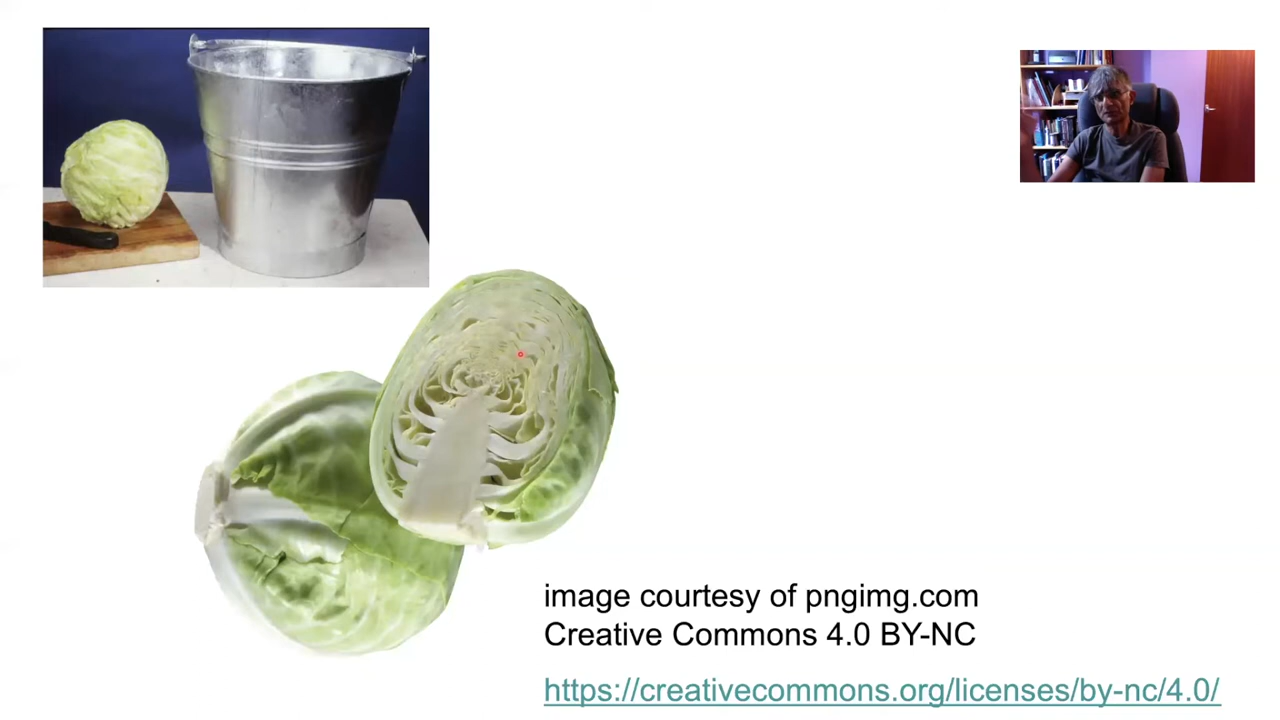 image courtesy of pngimg.com
Creative Commons 4.0 BY-NC
https://creativecommons.org/licenses/by-nc/4.0/